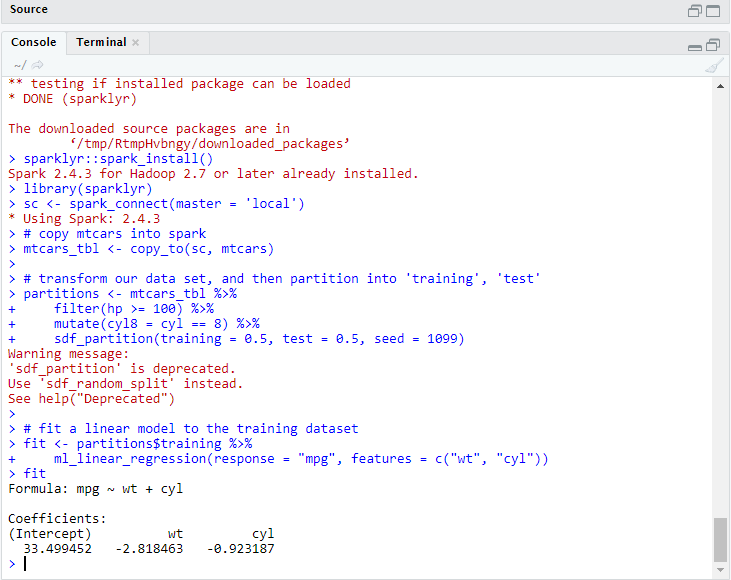 Source
Console Terminal
~/
** testing if installed package can be loaded
* DONE (sparklyr)
The downloaded source packages are in
‘/tmp/RtmpHvbngy/downloaded_packages’
> sparklyr::spark_install()
Spark 2.4.3 for Hadoop 2.7 or later already installed.
> library(sparklyr)
> sc <- spark_connect(master = 'local')
* Using Spark: 2.4.3
> # copy mtcars into spark
> mtcars_tbl <- copy_to(sc, mtcars)
>
> # transform our data set, and then partition into 'training', 'test'
> partitions <- mtcars_tbl %>%
+     filter(hp >= 100) %>%
+     mutate(cyl8 = cyl == 8) %>%
+     sdf_partition(training = 0.5, test = 0.5, seed = 1099)
Warning message:
'sdf_partition' is deprecated.
Use 'sdf_random_split' instead.
See help("Deprecated")
>
> # fit a linear model to the training dataset
> fit <- partitions$training %>%
+     ml_linear_regression(response = "mpg", features = c("wt", "cyl"))
> fit
Formula: mpg ~ wt + cyl
Coefficients:
(Intercept)          wt         cyl
  33.499452   -2.818463   -0.923187
>